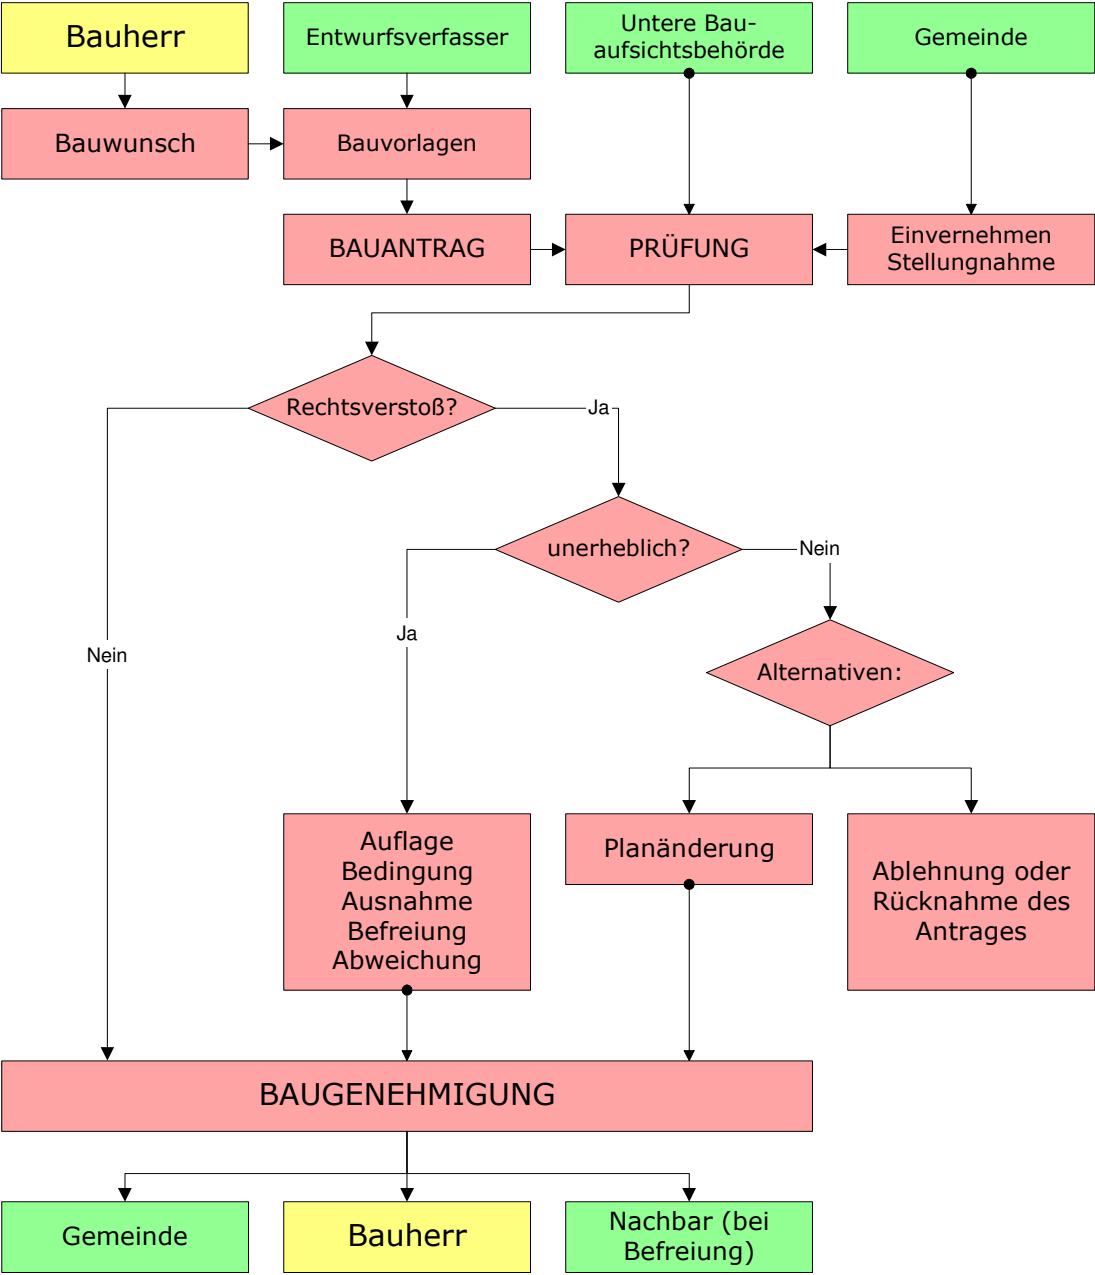 Bauherr
Entwurfsverfasser
Untere Bau-
aufsichtsbehörde
Gemeinde
Bauwunsch
Bauvorlagen
BAUANTRAG
PRÜFUNG
Einvernehmen
Stellungnahme
Rechtsverstoß?
Ja
unerheblich?
Nein
Ja
Nein
Alternativen:
Auflage
Bedingung
Ausnahme
Befreiung
Abweichung
Planänderung
Ablehnung oder
Rücknahme des
Antrages
BAUGENEHMIGUNG
Gemeinde
Bauherr
Nachbar (bei
Befreiung)